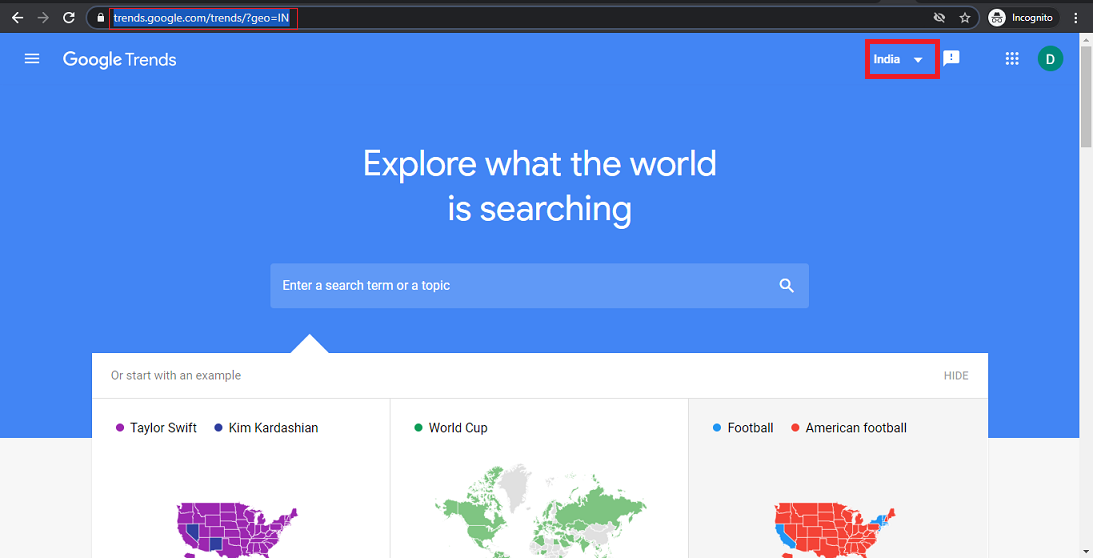 trends.google.com/trends/?geo=IN
Incognito
Google Trends
India
D
Explore what the world
is searching
Enter a search term or a topic
Or start with an example
HIDE
Taylor Swift Kim Kardashian
World Cup
Football American football